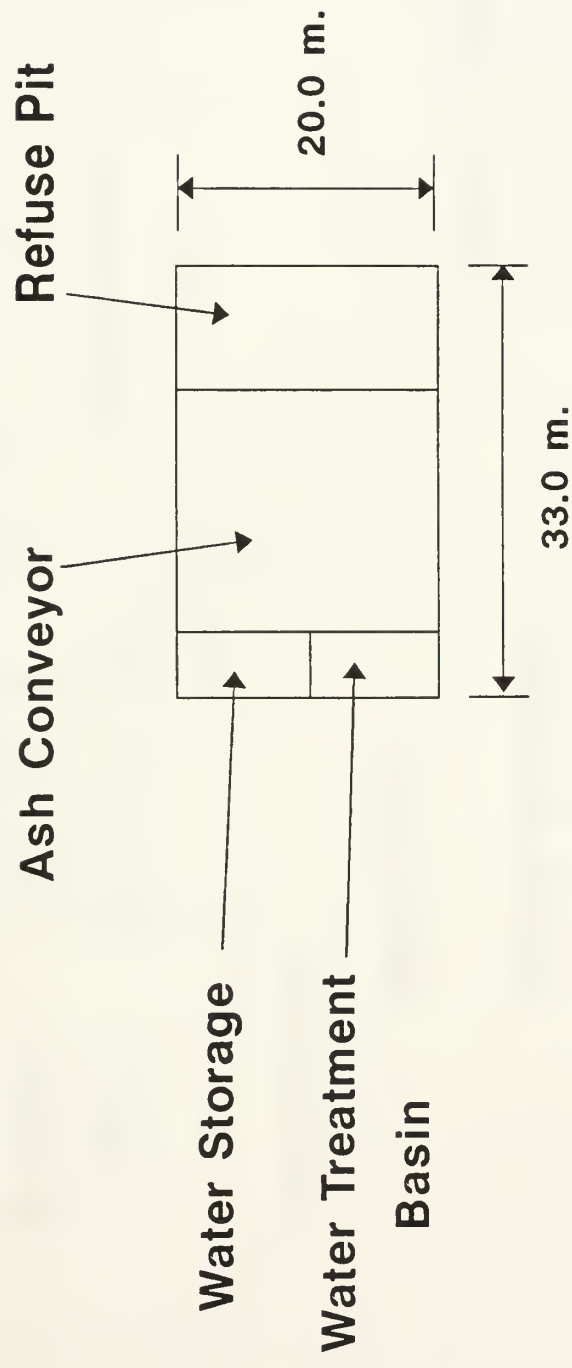 Refuse Pit
Ash Conveyor
Water Storage
Water Treatment
Basin
20.0 m.
33.0 m.